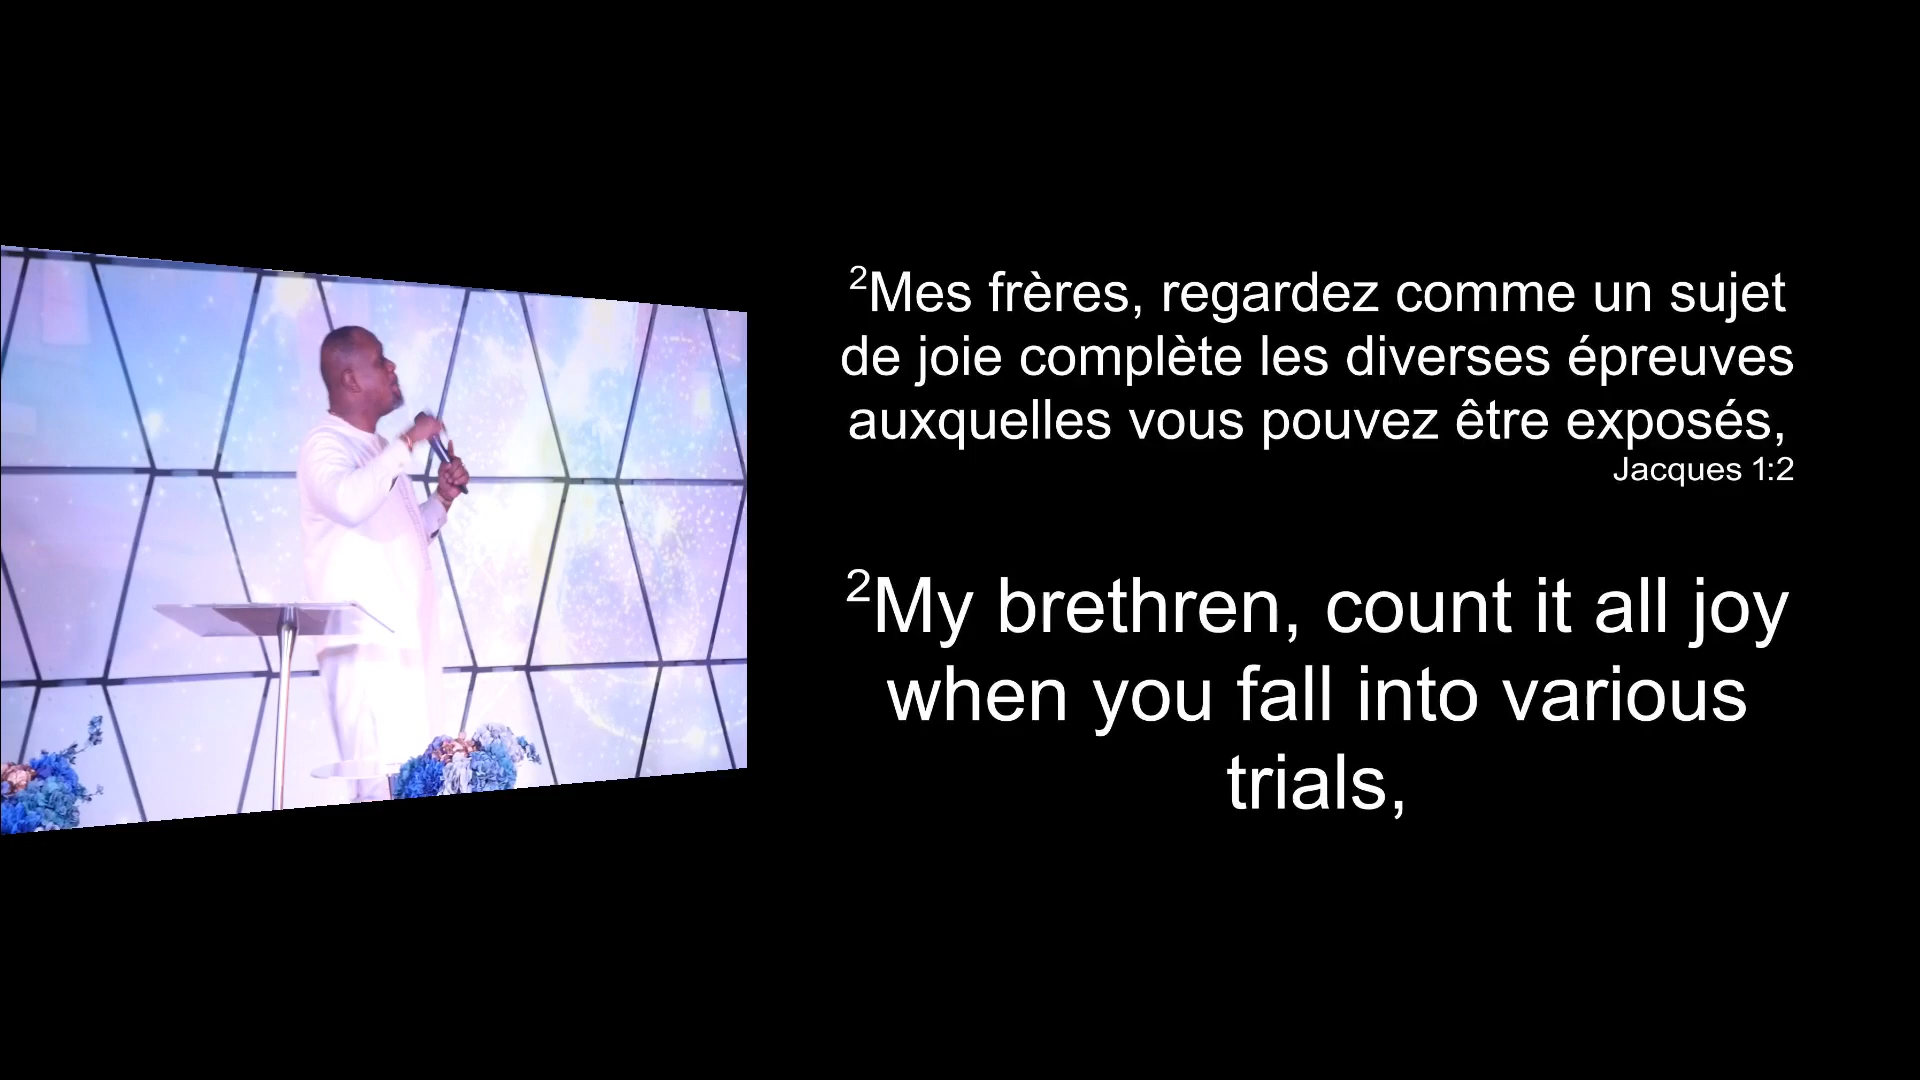 ²Mes frères, regardez comme un sujet
de joie complète les diverses épreuves
auxquelles vous pouvez être exposés,
Jacques 1:2
²My brethren, count it all joy
when you fall into various
trials,